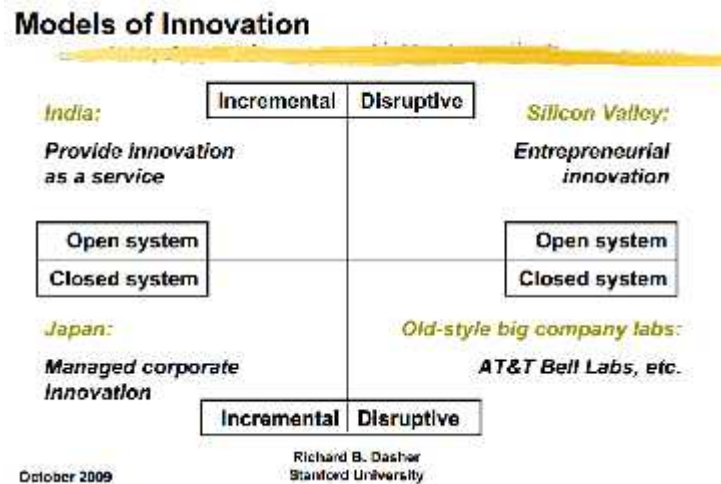 Models of Innovation
Incremental Disruptive
India:
Silicon Valley:
Provide innovation
as a service
Entrepreneurial
innovation
Open system
Closed system
Open system
Closed system
Japan:
Old-style big company labs:
Managed corporate
innovation
AT&T Bell Labs, etc.
Incremental Disruptive
October 2009
Richard B. Dasher
Stanford University